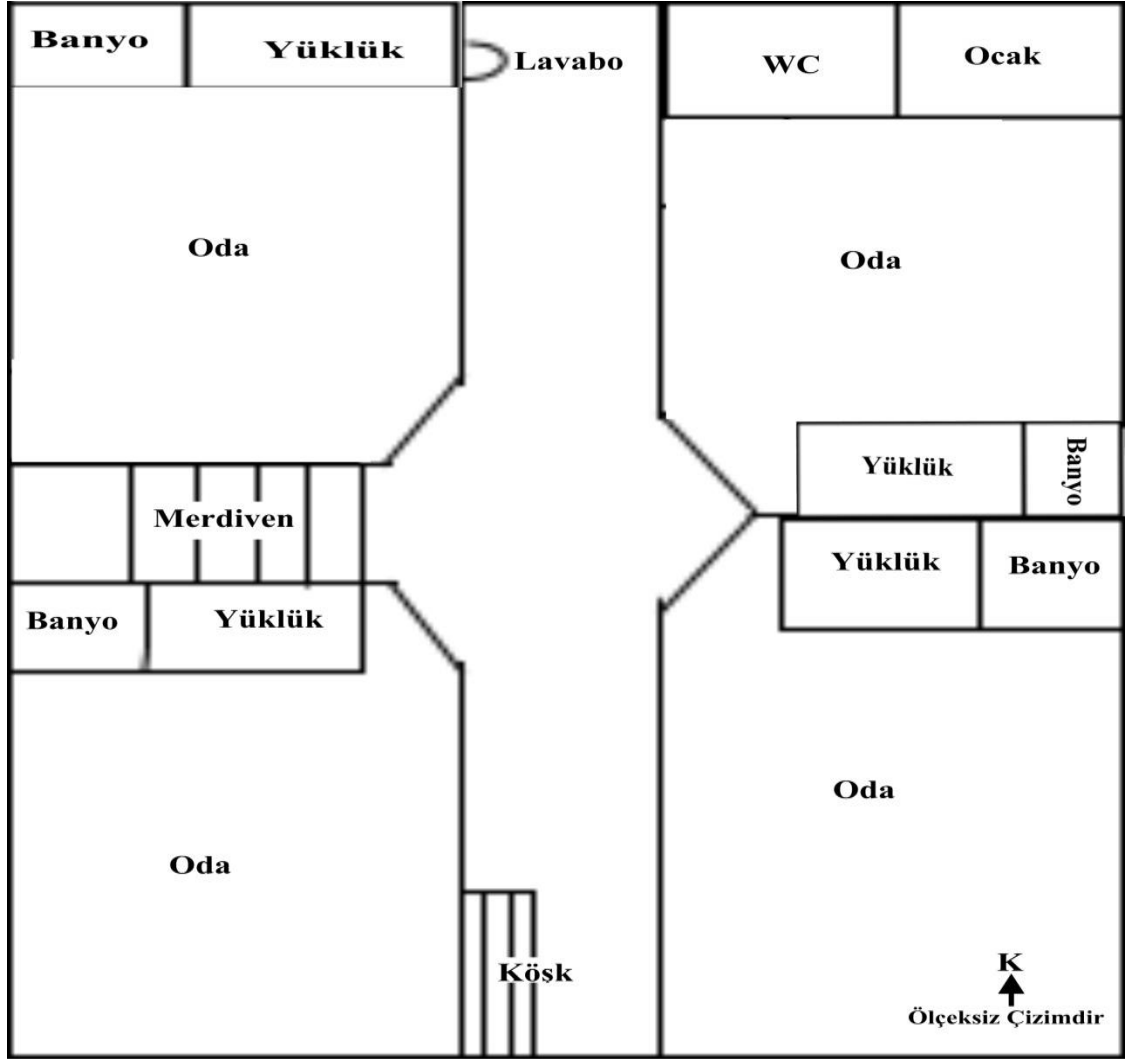 Banyo
Yüklük
Lavabo
WC
Ocak
Oda
Oda
Yüklük
Banyo
Merdiven
Yüklük
Banyo
Banyo
Yüklük
Oda
Oda
Köşk
K
Ölçeksiz Çizimdir